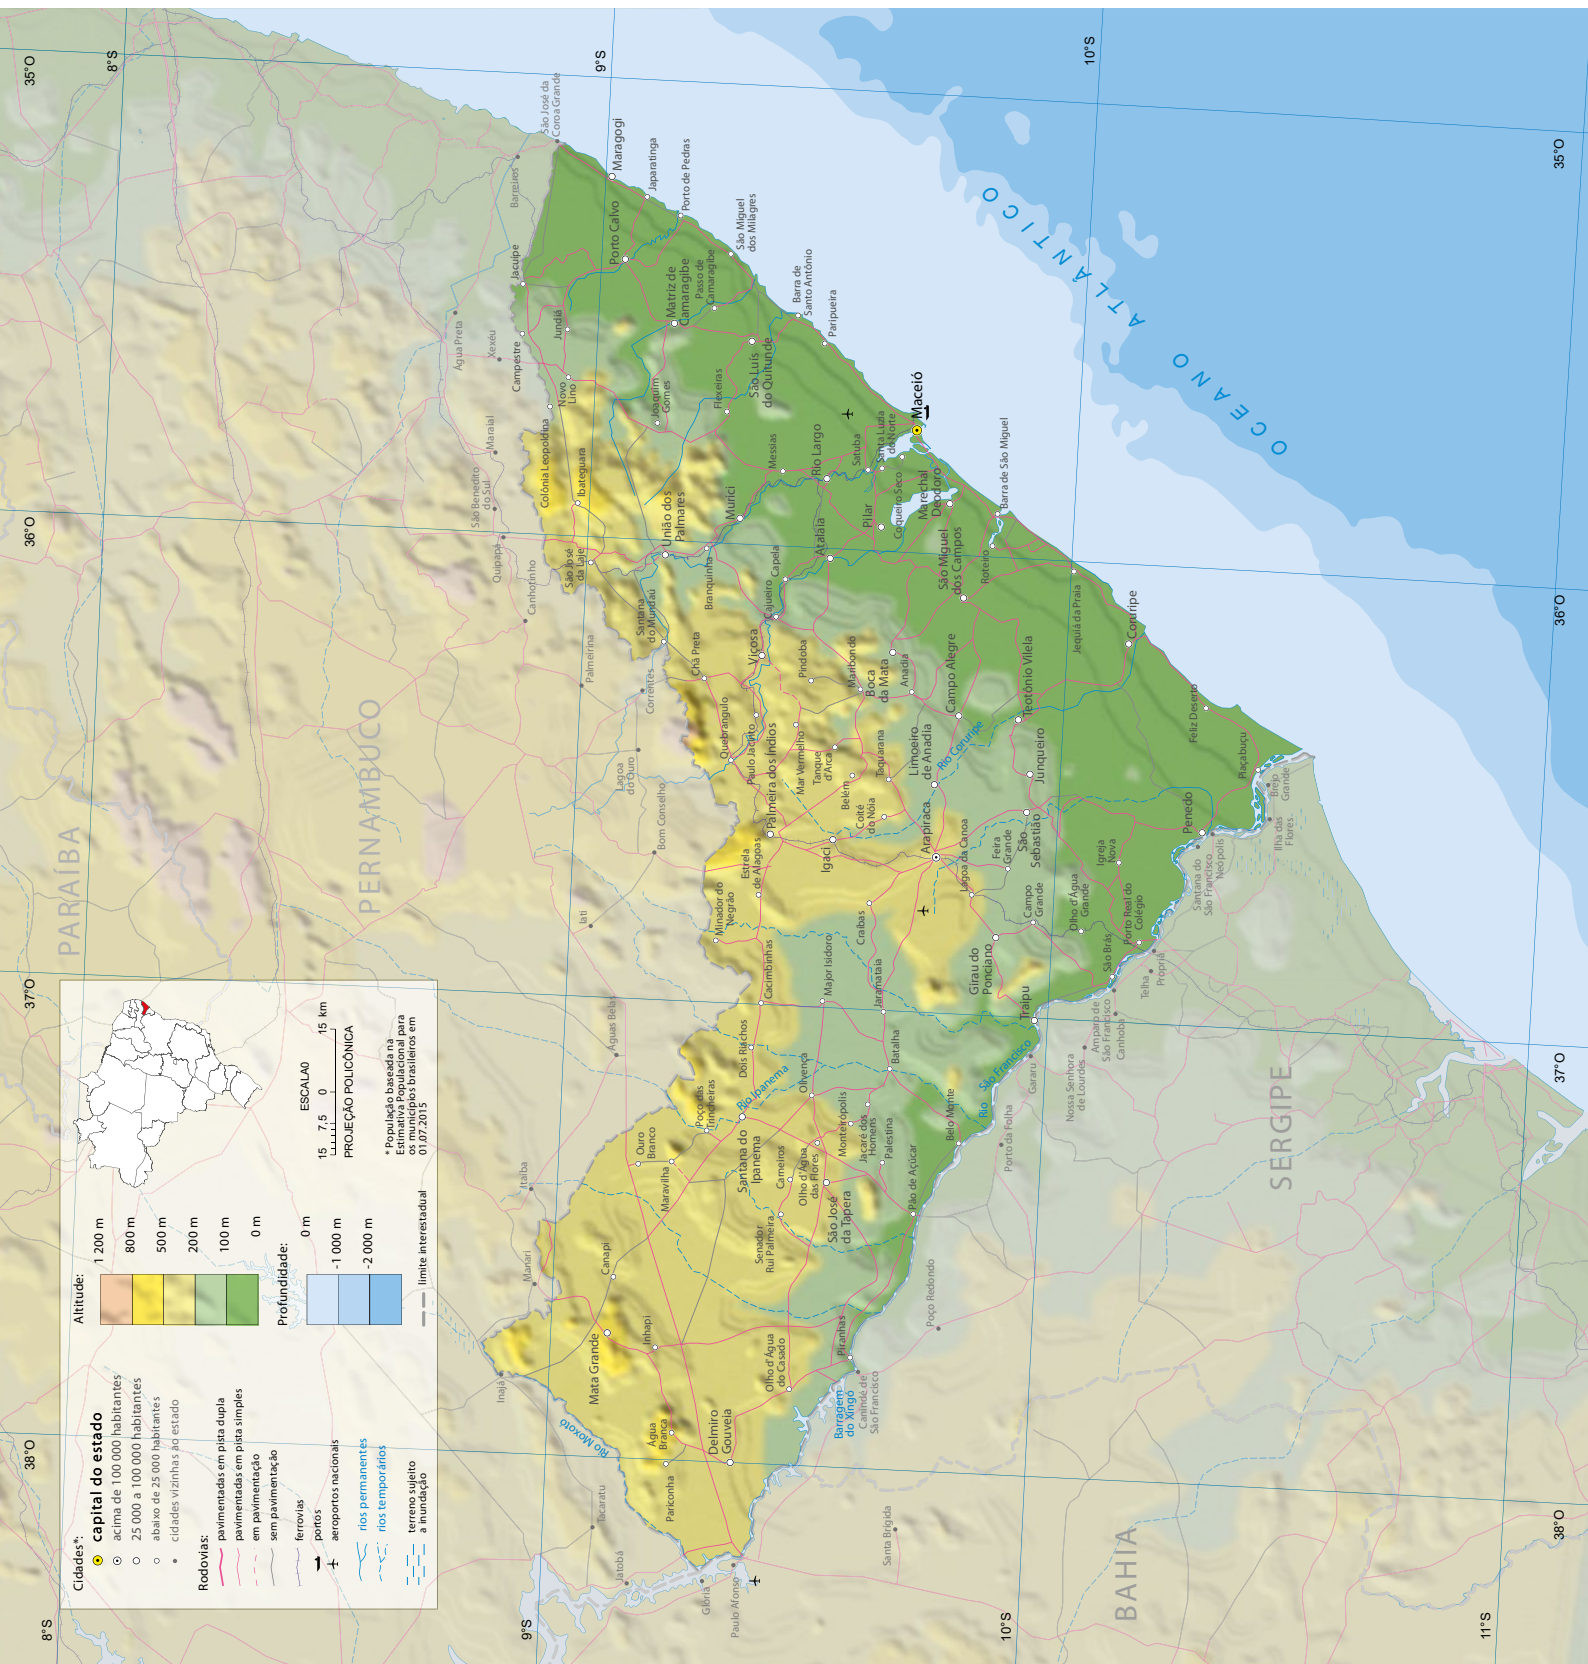 Cidades*:
capital do estado
acima de 100 000 habitantes
25 000 a 100 000 habitantes
abaixo de 25 000 habitantes
cidades vizinhas ao estado
Rodovias:
pavimentadas em pista dupla
pavimentadas em pista simples
em pavimentação
sem pavimentação
ferrovias
portos
aeroportos nacionais
rios permanentes
rios temporários
terreno sujeito
a inundação
Altitude:
1 200 m
800 m
500 m
200 m
100 m
0 m
Profundidade:
0 m
-1 000 m
-2 000 m
limite interestadual
ESCALA0
15 7,5 0 15 km
PROJEÇÃO POLICÔNICA
* População baseada na
Estimativa Populacional para
os municípios brasileiros em
01.07.2015
8°S
9°S
10°S
11°S
8°S
9°S
10°S
38°O
37°O
36°O
35°O
38°O
37°O
36°O
35°O
PARAÍBA
PERNAMBUCO
SERGIPE
BAHIA
OCEANO ATLÂNTICO
Tacaratu
Jatobá
Glória
Paulo Afonso
Santa Brígida
Inajá
Manari
Itaíba
Águas Belas
Iati
Bom Conselho
Lagoa
do Ouro
Correntes
Palmeirina
Canhotinho
Quipapá
São Benedito
do Sul
Maraial
Xexéu
Água Preta
Barreiros
São José da
Coroa Grande
Rio Moxotó
Pariconha
Água
Branca
Delmiro
Gouveia
Mata Grande
Inhapi
Canapi
Olho d'Água
do Casado
Piranhas
Barragem
do Xingó
Canindé de
São Francisco
Poço Redondo
Ouro
Branco
Maravilha
Poço das
Trincheiras
Santana do
Ipanema
Rio Ipanema
Senador
Rui Palmeira
Carneiros
Olho d'Água
das Flores
São José
da Tapera
Pão de Açúcar
Monteirópolis
Jacaré dos
Homens
Palestina
Belo Monte
Olivença
Dois Riachos
Batalha
Porto da Folha
Rio
São Francisco
Gararu
Nossa Senhora
de Lourdes
Cacimbinhas
Major Isidoro
Jaramataia
Traipu
Minador do
Negrão
Estrela
de Alagoas
Palmeira dos Índios
Igaci
Craíbas
Arapiraca
Lagoa da Canoa
Girau do
Ponciano
Campo
Grande
Feira
Grande
São
Sebastião
Olho d'Água
Grande
São Brás
Porto Real do
Colégio
Igreja
Nova
Amparo de
São Francisco
Canhoba
Telha
Propriá
Santana do
São Francisco
Neópolis
Penedo
Ilha das
Flores
Brejo
Grande
Piaçabuçu
Feliz Deserto
Quebrangulo
Paulo Jacinto
Mar Vermelho
Tanque
d'Arca
Belém
Coité
do Nóia
Taquarana
Limoeiro
de Anadia
Rio Coruripe
Junqueiro
Teotônio Vilela
Campo Alegre
Anadia
Boca
da Mata
Maribondo
Pindoba
Viçosa
Chã Preta
Santana
do Mundaú
Cajueiro
Capela
Branquinha
União dos
Palmares
São José
da Laje
Ibateguara
Colônia Leopoldina
Murici
Atalaia
Pilar
São Miguel
dos Campos
Roteiro
Jequiá da Praia
Coruripe
Barra de São Miguel
Marechal
Deodoro
Coqueiro Seco
Santa Luzia
do Norte
Satuba
Rio Largo
Messias
Maceió
Flexeiras
Joaquim
Gomes
Novo
Lino
Campestre
Jundiá
Jacuípe
Matriz de
Camaragibe
Passo de
Camaragibe
São Luís
do Quitunde
Paripueira
Barra de
Santo Antônio
São Miguel
dos Milagres
Porto de Pedras
Porto Calvo
Japaratinga
Maragogi